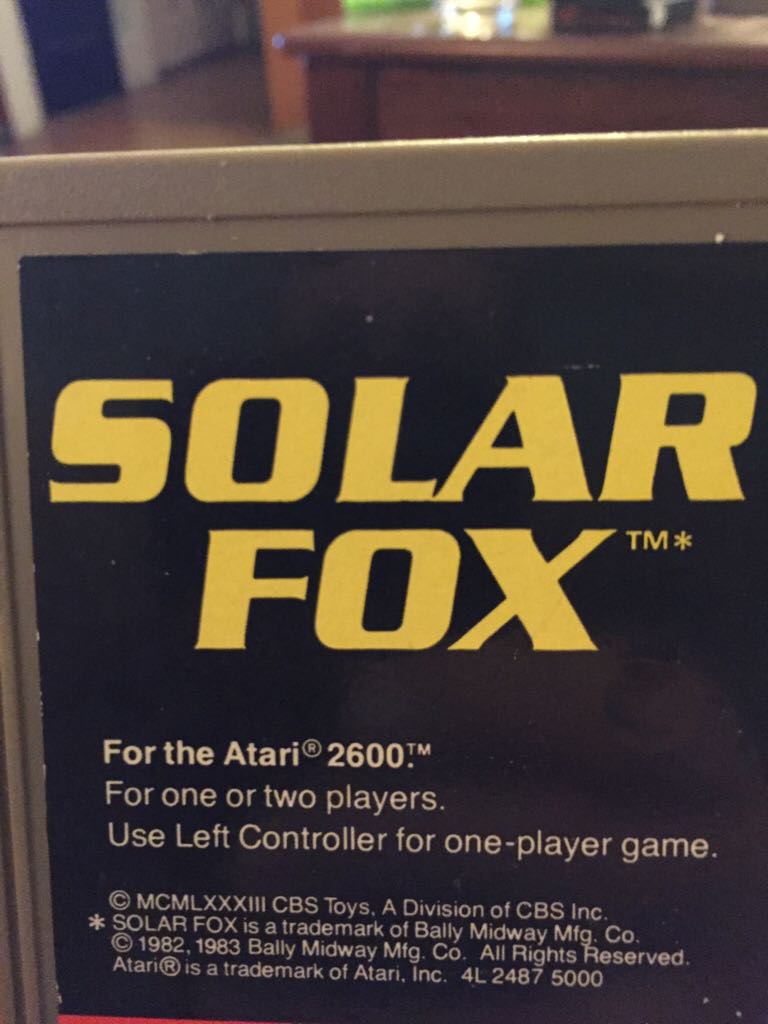 SOLAR
FOX™*
For the Atari® 2600.™
For one or two players.
Use Left Controller for one-player game.
© MCMLXXXIII CBS Toys, A Division of CBS Inc.
* SOLAR FOX is a trademark of Bally Midway Mfg. Co.
© 1982, 1983 Bally Midway Mfg. Co. All Rights Reserved.
Atari® is a trademark of Atari, Inc. 4L 2487 5000